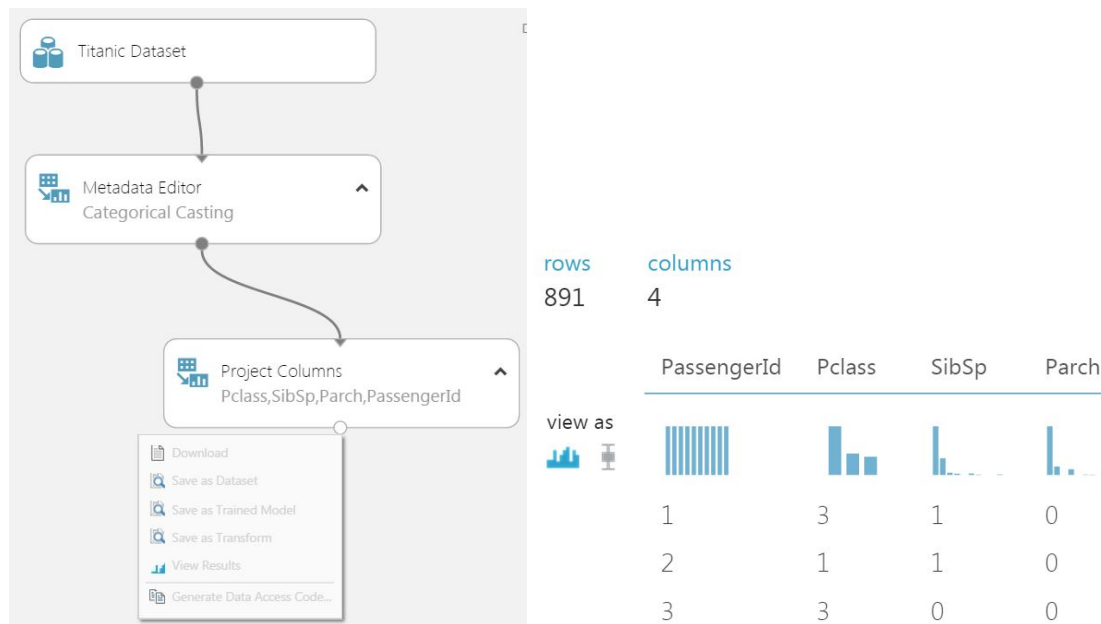 Titanic Dataset
Metadata Editor
Categorical Casting
Project Columns
Pclass,SibSp,Parch,PassengerId
Download
Save as Dataset
Save as Trained Model
Save as Transform
View Results
Generate Data Access Code...
rows columns
891 4
PassengerId Pclass SibSp Parch
view as
1 3 1 0
2 1 1 0
3 3 0 0